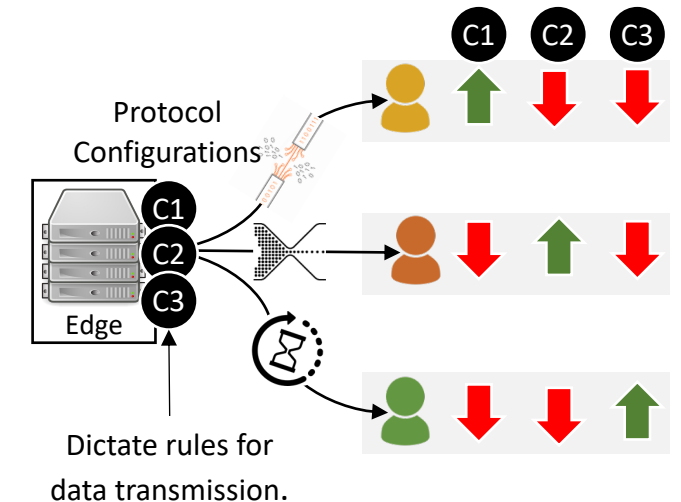 C1 C2 C3
Protocol
Configurations
C1
C2
C3
Edge
Dictate rules for
data transmission.